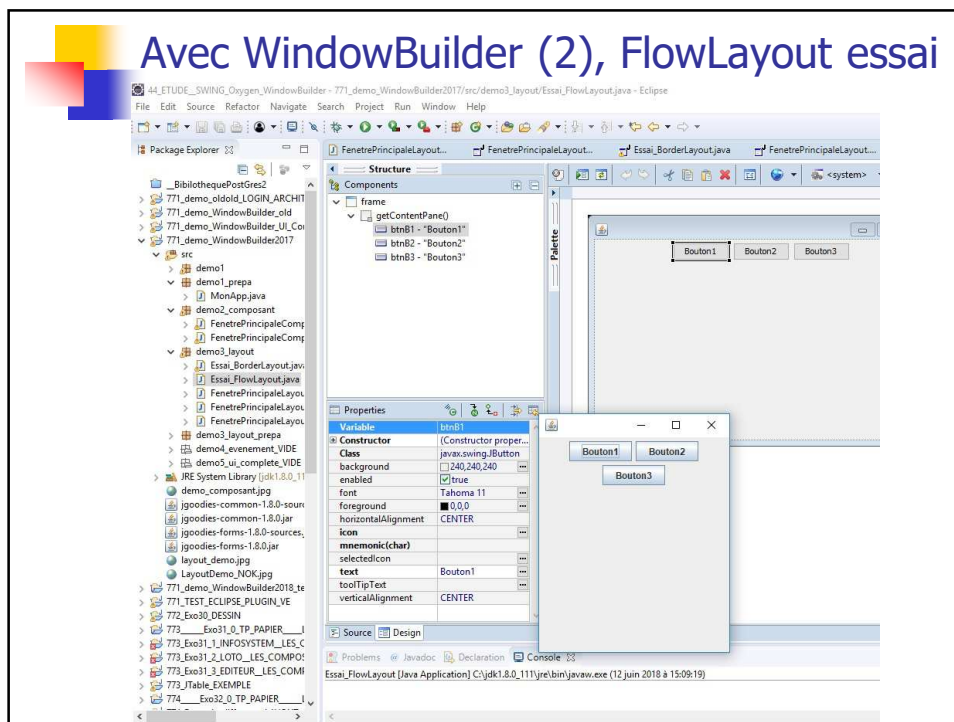 Avec WindowBuilder (2), FlowLayout essai
44_ETUDE__SWING_Oxygen_WindowBuilder - 771_demo_WindowBuilder2017/src/demo3_layout/Essai_FlowLayout.java - Eclipse
File Edit Source Refactor Navigate Search Project Run Window Help
Package Explorer
FenetrePrincipaleLayout... FenetrePrincipaleLayout... Essai_BorderLayout.java FenetrePrincipaleLayout....
Structure
<system>
Components
frame
getContentPane()
btnB1 - "Bouton1"
btnB2 - "Bouton2"
btnB3 - "Bouton3"
Palette
Bouton1 Bouton2 Bouton3
_BibilothequePostGres2
771_demo_oldold_LOGIN_ARCHIT
771_demo_WindowBuilder_old
771_demo_WindowBuilder_UI_Co
771_demo_WindowBuilder2017
src
demo1
demo1_prepa
MonApp.java
demo2_composant
FenetrePrincipaleComp
FenetrePrincipaleComp
demo3_layout
Essai_BorderLayout.java
Essai_FlowLayout.java
FenetrePrincipaleLayou
FenetrePrincipaleLayou
FenetrePrincipaleLayou
demo3_layout_prepa
demo4_evenement_VIDE
demo5_ui_complete_VIDE
JRE System Library [jdk1.8.0_11
demo_composant.jpg
jgoodies-common-1.8.0-sour
jgoodies-common-1.8.0.jar
jgoodies-forms-1.8.0-sources.
jgoodies-forms-1.8.0.jar
layout_demo.jpg
LayoutDemo_NOK.jpg
771_demo_WindowBuilder2018_te
771_TEST_ECLIPSE_PLUGIN_VE
772_Exo30_DESSIN
773____Exo31_0_TP_PAPIER____I
773_Exo31_1_INFOSYSTEM__LES_C
773_Exo31_2_LOTO__LES_COMPOS
773_Exo31_3_EDITEUR__LES_COMP
773_JTable_EXEMPLE
774____Exo32_0_TP_PAPIER____I
Properties
Variable btnB1
Constructor (Constructor proper...
Class javax.swing.JButton
background 240,240,240
enabled true
font Tahoma 11
foreground 0,0,0
horizontalAlignment CENTER
icon
mnemonic(char)
selectedIcon
text Bouton1
toolTipText
verticalAlignment CENTER
Bouton1 Bouton2
Bouton3
Source Design
Problems Javadoc Declaration Console
Essai_FlowLayout [Java Application] C:\jdk1.8.0_111\jre\bin\javaw.exe (12 juin 2018 à 15:09:19)